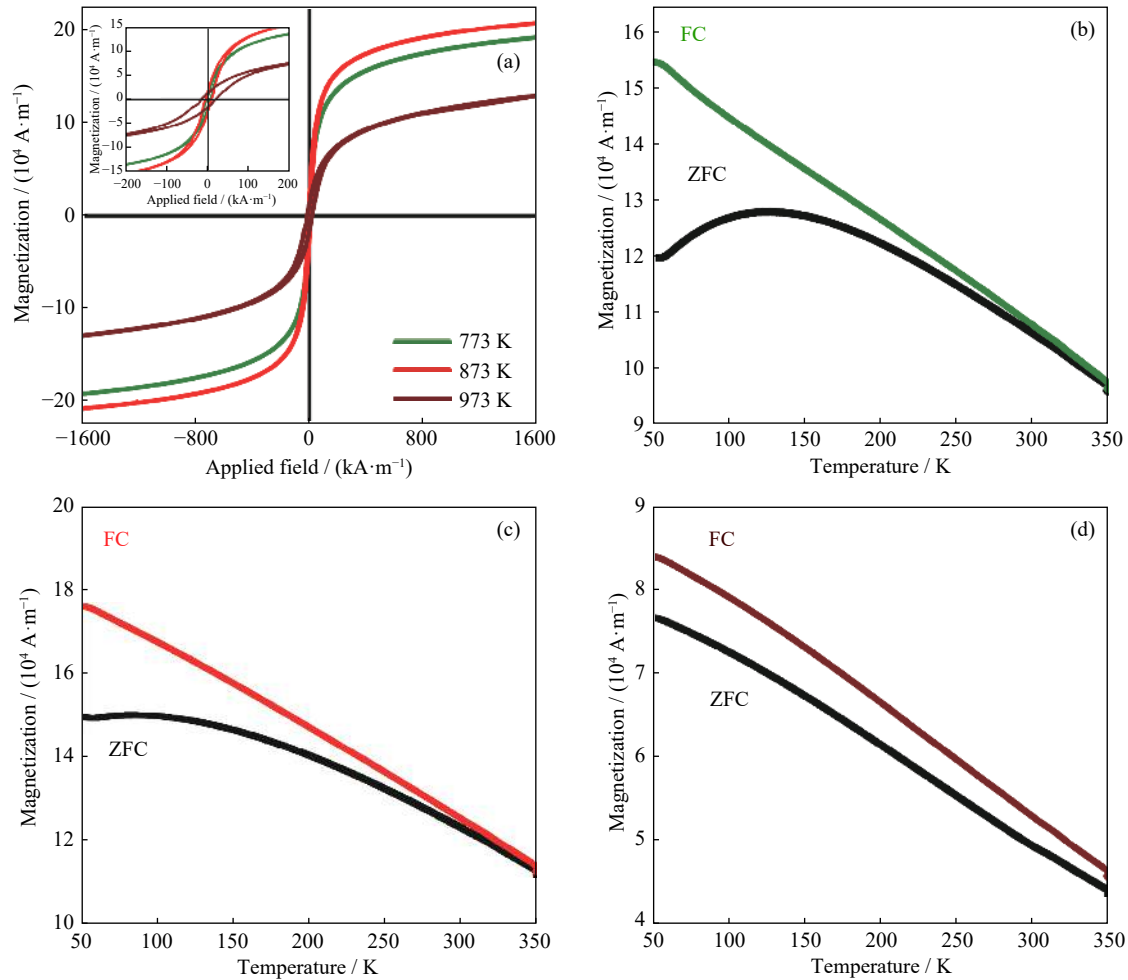 20
10
0
−10
−20
Magnetization / (10⁴ A·m⁻¹)
−1600
−800
0
800
1600
Applied field / (kA·m⁻¹)
(a)
773 K
873 K
973 K
15
10
5
0
−5
−10
−15
Magnetization / (10⁴ A·m⁻¹)
−200
−100
0
100
200
Applied field / (kA·m⁻¹)
(b)
FC
ZFC
16
15
14
13
12
11
10
9
Magnetization / (10⁴ A·m⁻¹)
50
100
150
200
250
300
350
Temperature / K
(c)
FC
ZFC
20
18
16
14
12
10
Magnetization / (10⁴ A·m⁻¹)
50
100
150
200
250
300
350
Temperature / K
(d)
FC
ZFC
9
8
7
6
5
4
Magnetization / (10⁴ A·m⁻¹)
50
100
150
200
250
300
350
Temperature / K